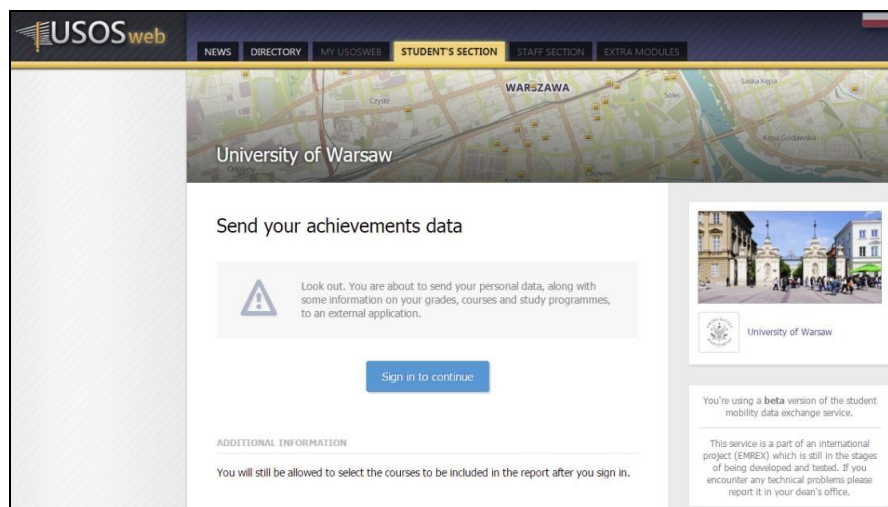 USOSweb
NEWS DIRECTORY MY USOSWEB STUDENT'S SECTION STAFF SECTION EXTRA MODULES
WARSZAWA
Czyste
Solec
Saska Kępa
Kępa Gocławska
University of Warsaw
Odolany
Send your achievements data
Look out. You are about to send your personal data, along with
some information on your grades, courses and study programmes,
to an external application.
Sign in to continue
ADDITIONAL INFORMATION
You will still be allowed to select the courses to be included in the report after you sign in.
University of Warsaw
You're using a beta version of the student
mobility data exchange service.
This service is a part of an international
project (EMREX) which is still in the stages
of being developed and tested. If you
encounter any technical problems please
report it in your dean's office.